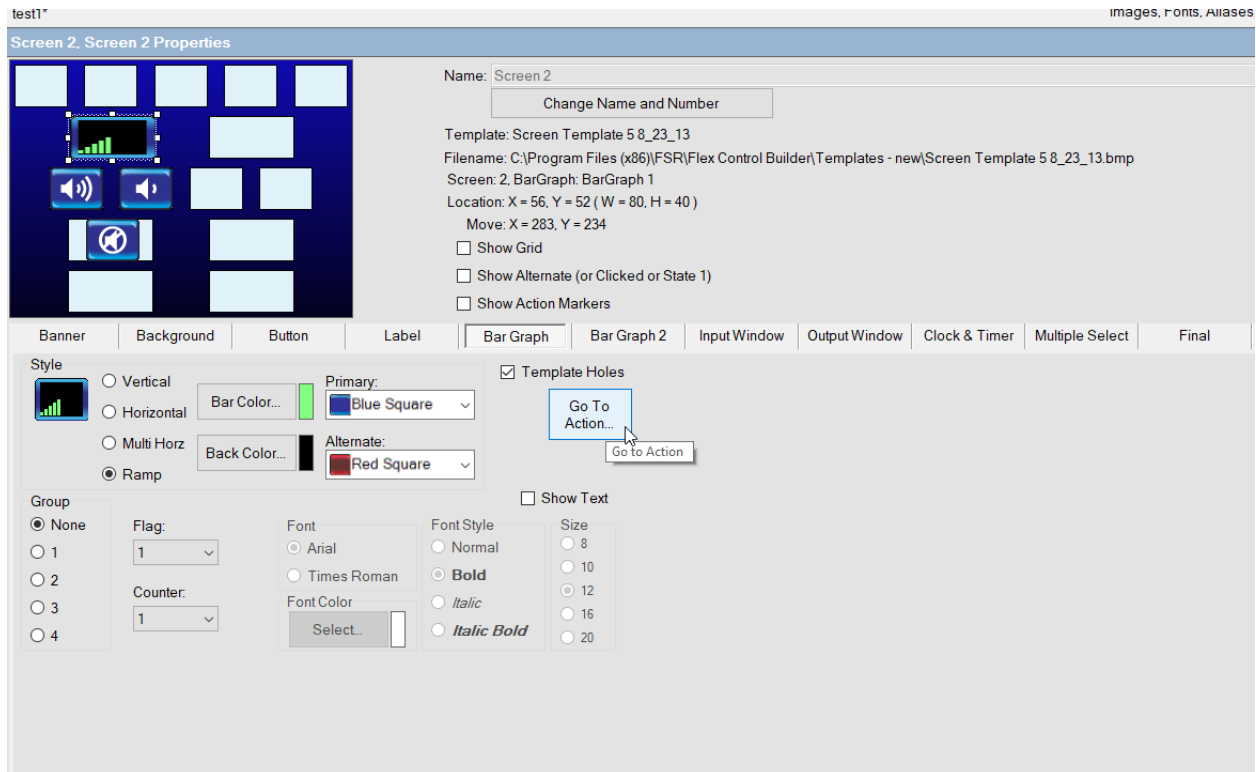 test1*
Images, Fonts, Aliases
Screen 2, Screen 2 Properties
Name: Screen 2
Change Name and Number
Template: Screen Template 5 8_23_13
Filename: C:\Program Files (x86)\FSR\Flex Control Builder\Templates - new\Screen Template 5 8_23_13.bmp
Screen: 2, BarGraph: BarGraph 1
Location: X = 56, Y = 52 ( W = 80, H = 40 )
Move: X = 283, Y = 234
Show Grid
Show Alternate (or Clicked or State 1)
Show Action Markers
Banner Background Button Label Bar Graph Bar Graph 2 Input Window Output Window Clock & Timer Multiple Select Final
Style
Vertical
Horizontal
Multi Horz
Ramp
Bar Color...
Back Color...
Primary:
Blue Square
Alternate:
Red Square
Template Holes
Go To
Action...
Go to Action
Show Text
Group
None
1
2
3
4
Flag:
1
Counter:
1
Font
Arial
Times Roman
Font Color
Select...
Font Style
Normal
Bold
Italic
Italic Bold
Size
8
10
12
16
20